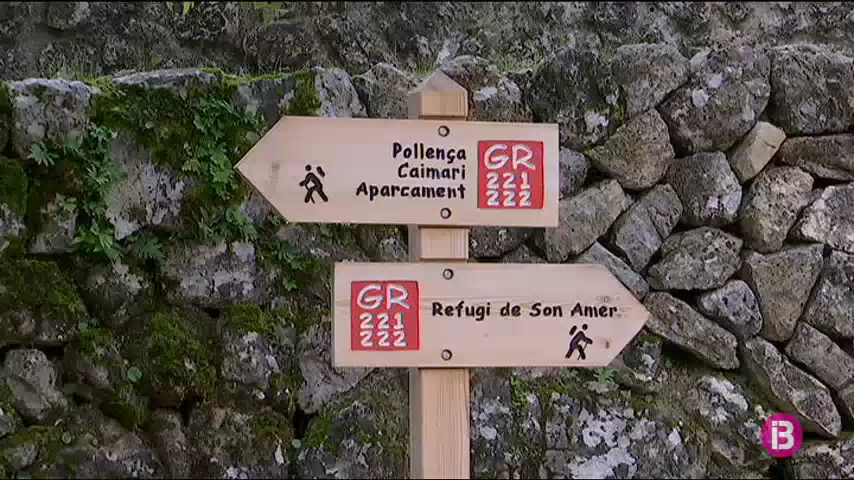 Pollença
Caimari
Aparcament
GR
221
222
GR
221
222
Refugi de Son Amer
B